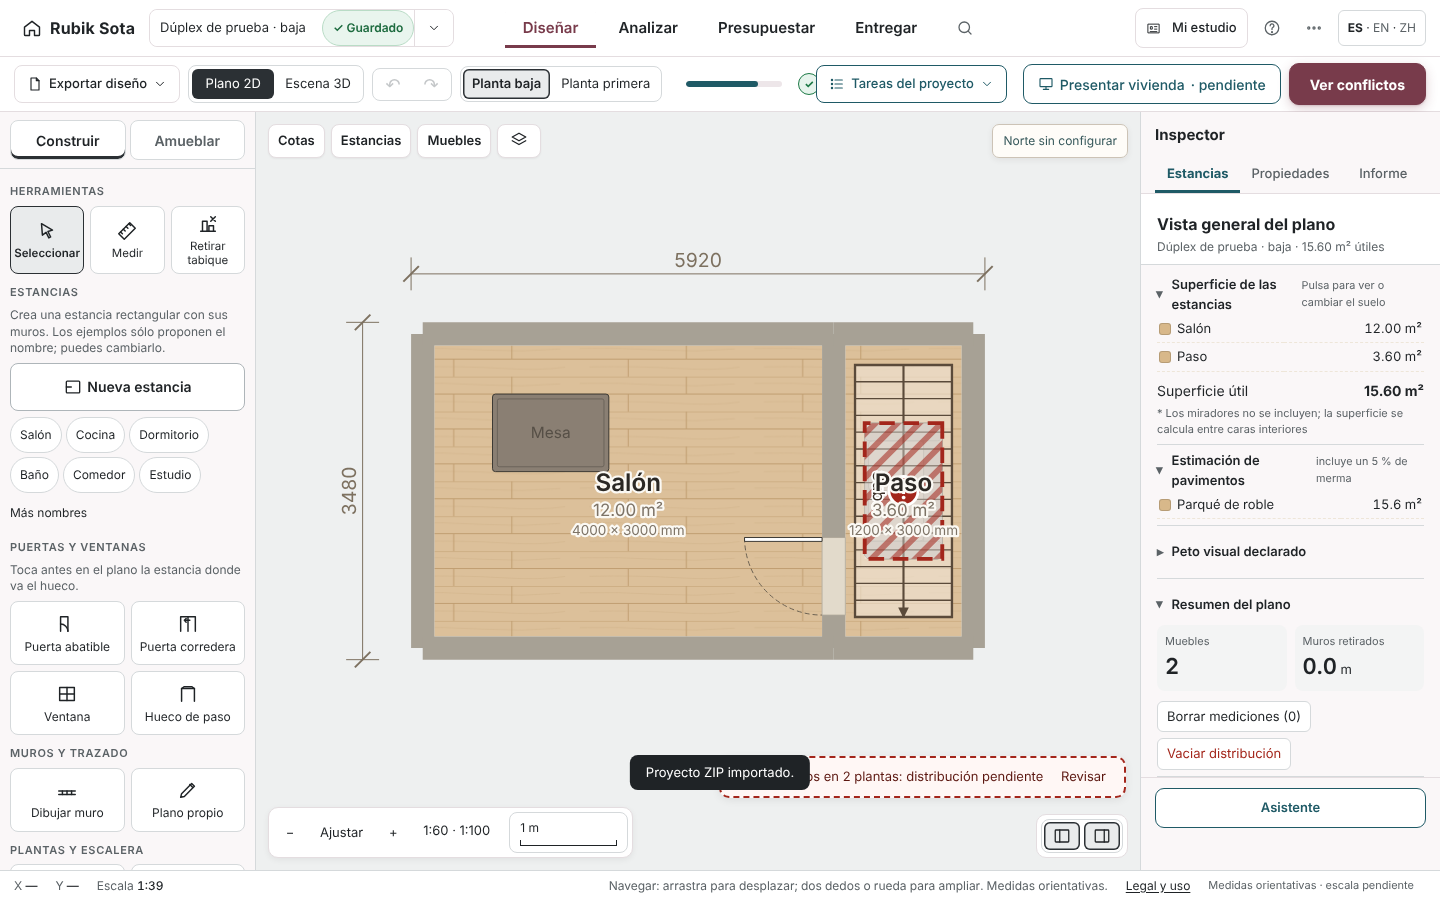 Rubik Sota
Dúplex de prueba · baja
✓ Guardado
Diseñar
Analizar
Presupuestar
Entregar
Mi estudio
ES · EN · ZH
Exportar diseño
Plano 2D
Escena 3D
Planta baja
Planta primera
Tareas del proyecto
Presentar vivienda · pendiente
Ver conflictos
Construir
Amueblar
HERRAMIENTAS
Seleccionar
Medir
Retirar
tabique
ESTANCIAS
Crea una estancia rectangular con sus
muros. Los ejemplos sólo proponen el
nombre; puedes cambiarlo.
Nueva estancia
Salón
Cocina
Dormitorio
Baño
Comedor
Estudio
Más nombres
PUERTAS Y VENTANAS
Toca antes en el plano la estancia donde
va el hueco.
Puerta abatible
Puerta corredera
Ventana
Hueco de paso
MUROS Y TRAZADO
Dibujar muro
Plano propio
PLANTAS Y ESCALERA
Cotas
Estancias
Muebles
Norte sin configurar
5920
3480
Mesa
Salón
12.00 m²
4000 × 3000 mm
Paso
3.60 m²
1200 × 3000 mm
Proyecto ZIP importado.
os en 2 plantas: distribución pendiente
Revisar
−
Ajustar
+
1:60 · 1:100
1 m
Inspector
Estancias
Propiedades
Informe
Vista general del plano
Dúplex de prueba · baja · 15.60 m² útiles
▼ Superficie de las
estancias
Pulsa para ver o
cambiar el suelo
Salón
12.00 m²
Paso
3.60 m²
Superficie útil
15.60 m²
* Los miradores no se incluyen; la superficie se
calcula entre caras interiores
▼ Estimación de
pavimentos
incluye un 5 % de
merma
Parqué de roble
15.6 m²
▶ Peto visual declarado
▼ Resumen del plano
Muebles
2
Muros retirados
0.0 m
Borrar mediciones (0)
Vaciar distribución
Asistente
X —
Y —
Escala 1:39
Navegar: arrastra para desplazar; dos dedos o rueda para ampliar. Medidas orientativas.
Legal y uso
Medidas orientativas · escala pendiente